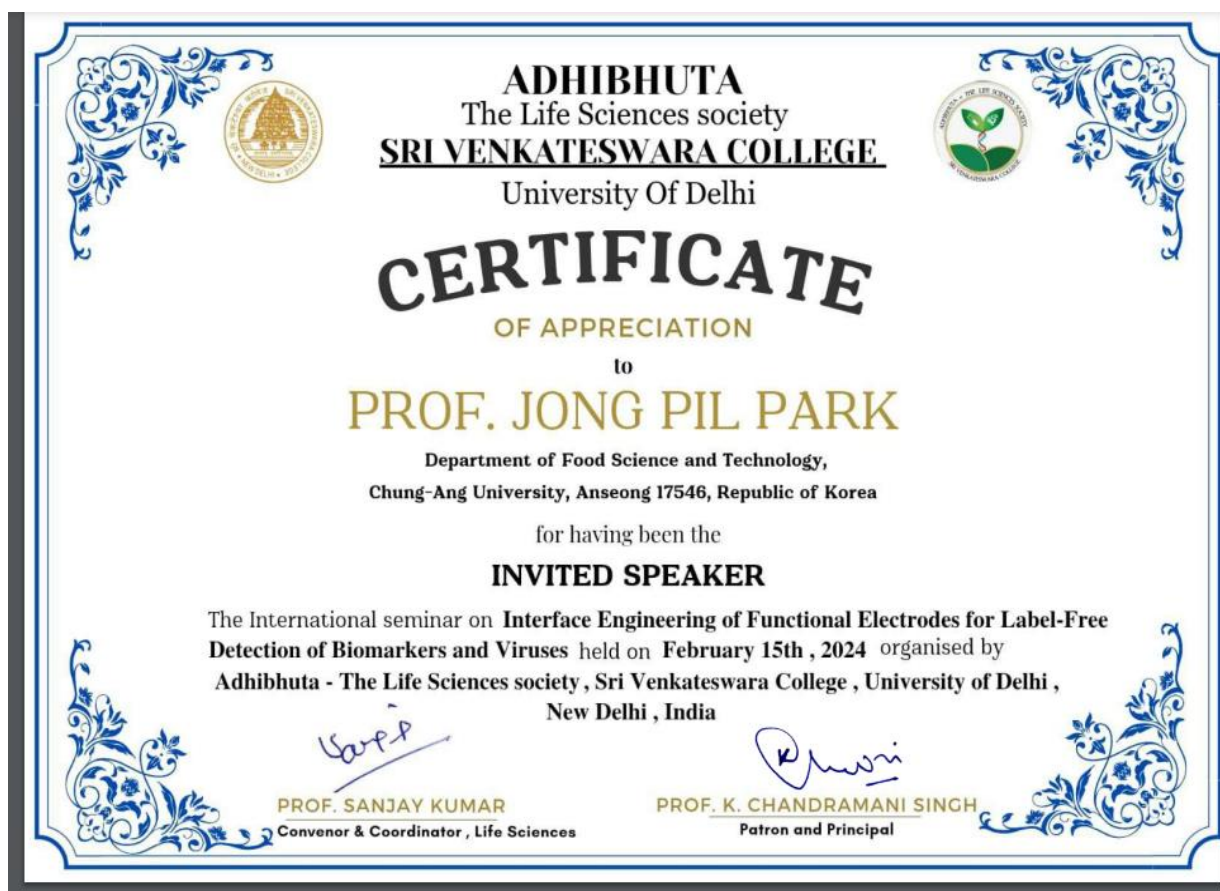 ADHIBHUTA
The Life Sciences society
SRI VENKATESWARA COLLEGE
University Of Delhi
CERTIFICATE
OF APPRECIATION
to
PROF. JONG PIL PARK
Department of Food Science and Technology,
Chung-Ang University, Anseong 17546, Republic of Korea
for having been the
INVITED SPEAKER
The International seminar on Interface Engineering of Functional Electrodes for Label-Free
Detection of Biomarkers and Viruses held on February 15th , 2024 organised by
Adhibhuta - The Life Sciences society , Sri Venkateswara College , University of Delhi ,
New Delhi , India
PROF. SANJAY KUMAR
Convenor & Coordinator , Life Sciences
PROF. K. CHANDRAMANI SINGH
Patron and Principal